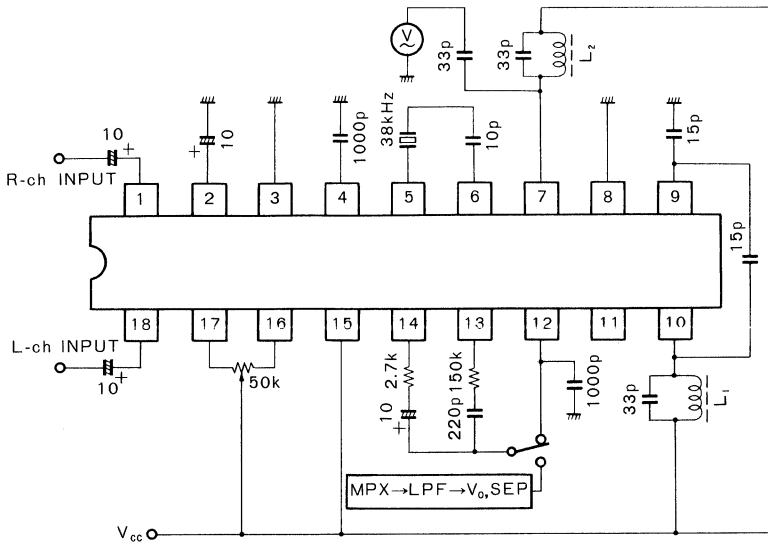 V
33p
33p
L2
10
+
R-ch INPUT
+
10
1000p
38kHz
10p
15p
1
2
3
4
5
6
7
8
9
15p
18
17
16
15
14
13
12
11
10
L-ch INPUT
10
+
50k
2.7k
150k
10
+
220p
1000p
33p
L1
MPX→LPF→Vo,SEP
Vcc